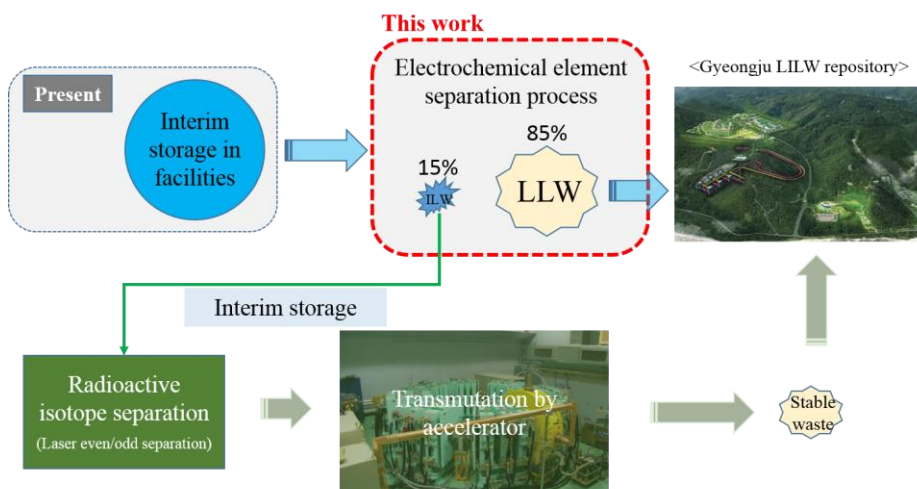 This work
Present
Interim
storage in
facilities
Electrochemical element
separation process
15%
ILW
85%
LLW
<Gyeongju LILW repository>
Interim storage
Radioactive
isotope separation
(Laser even/odd separation)
Transmutation by
accelerator
Stable
waste